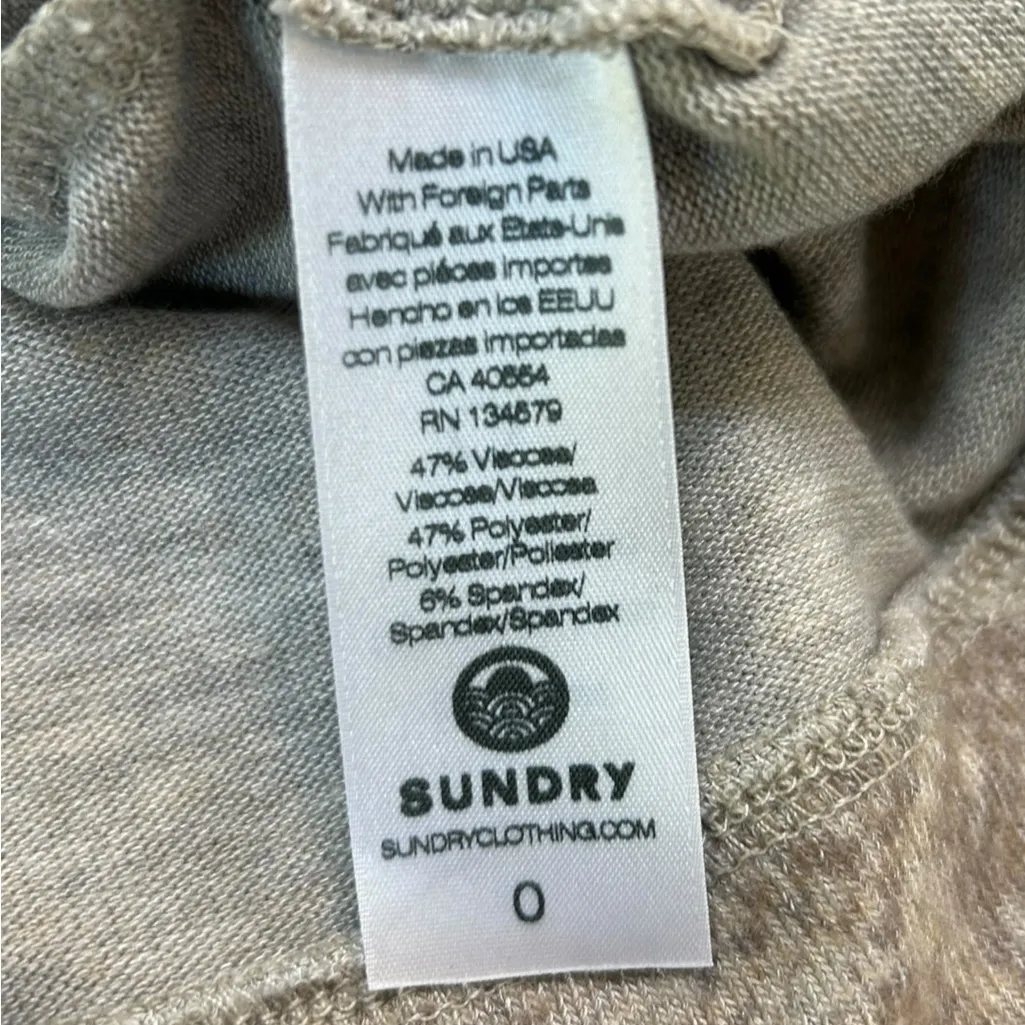 Made in USA
With Foreign Parts
Fabriqué aux Etats-Unis
avec piéces importes
Hencho en los EEUU
con piezas importadas
CA 40554
RN 134579
47% Viscose/
Viscose/Viscosa
47% Polyester/
Polyester/Poliester
6% Spandex/
Spandex/Spandex
SUNDRY
SUNDRYCLOTHING.COM
0